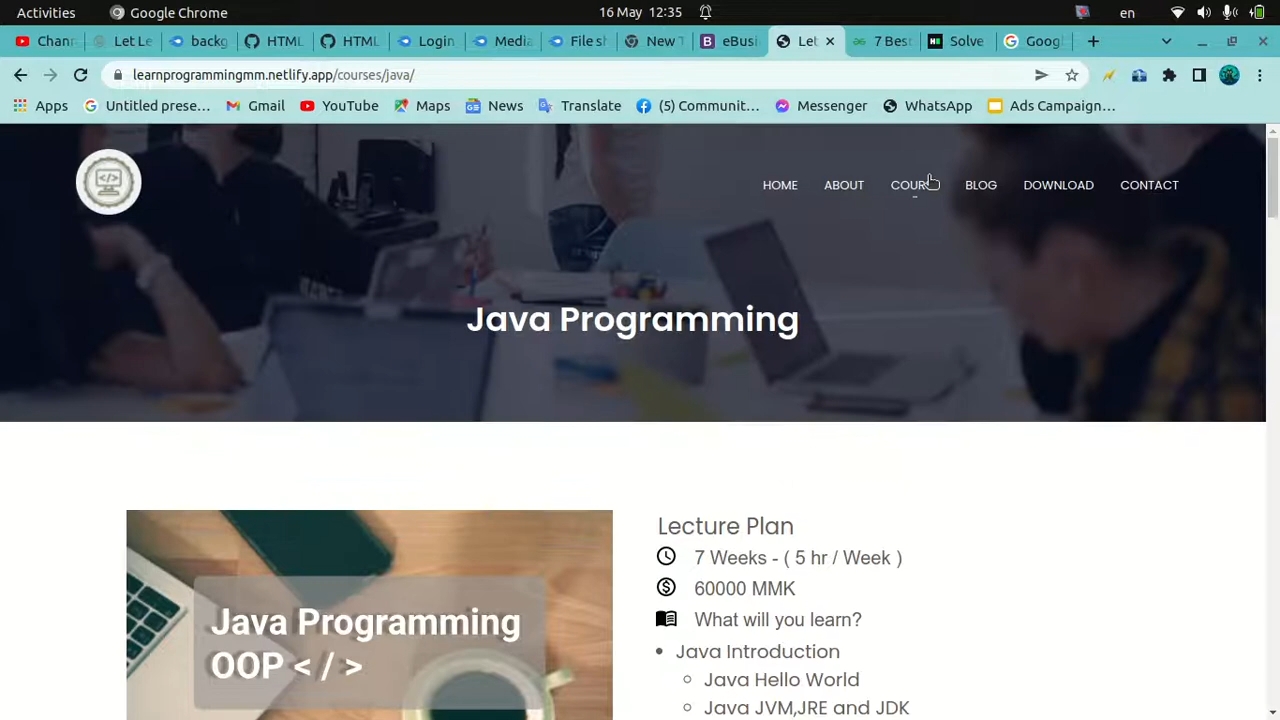 Activities Google Chrome 16 May 12:35 en
Chan Let Le backg HTML HTML Login Media File sh New T eBusi Let 7 Best Solve Goog
learnprogrammingmm.netlify.app/courses/java/
Apps Untitled prese... Gmail YouTube Maps News Translate (5) Communit... Messenger WhatsApp Ads Campaign...
HOME ABOUT BLOG DOWNLOAD CONTACT
Java Programming
Lecture Plan
7 Weeks - ( 5 hr / Week )
60000 MMK
What will you learn?
Java Programming
OOP < / >
Java Introduction
Java Hello World
Java JVM,JRE and JDK